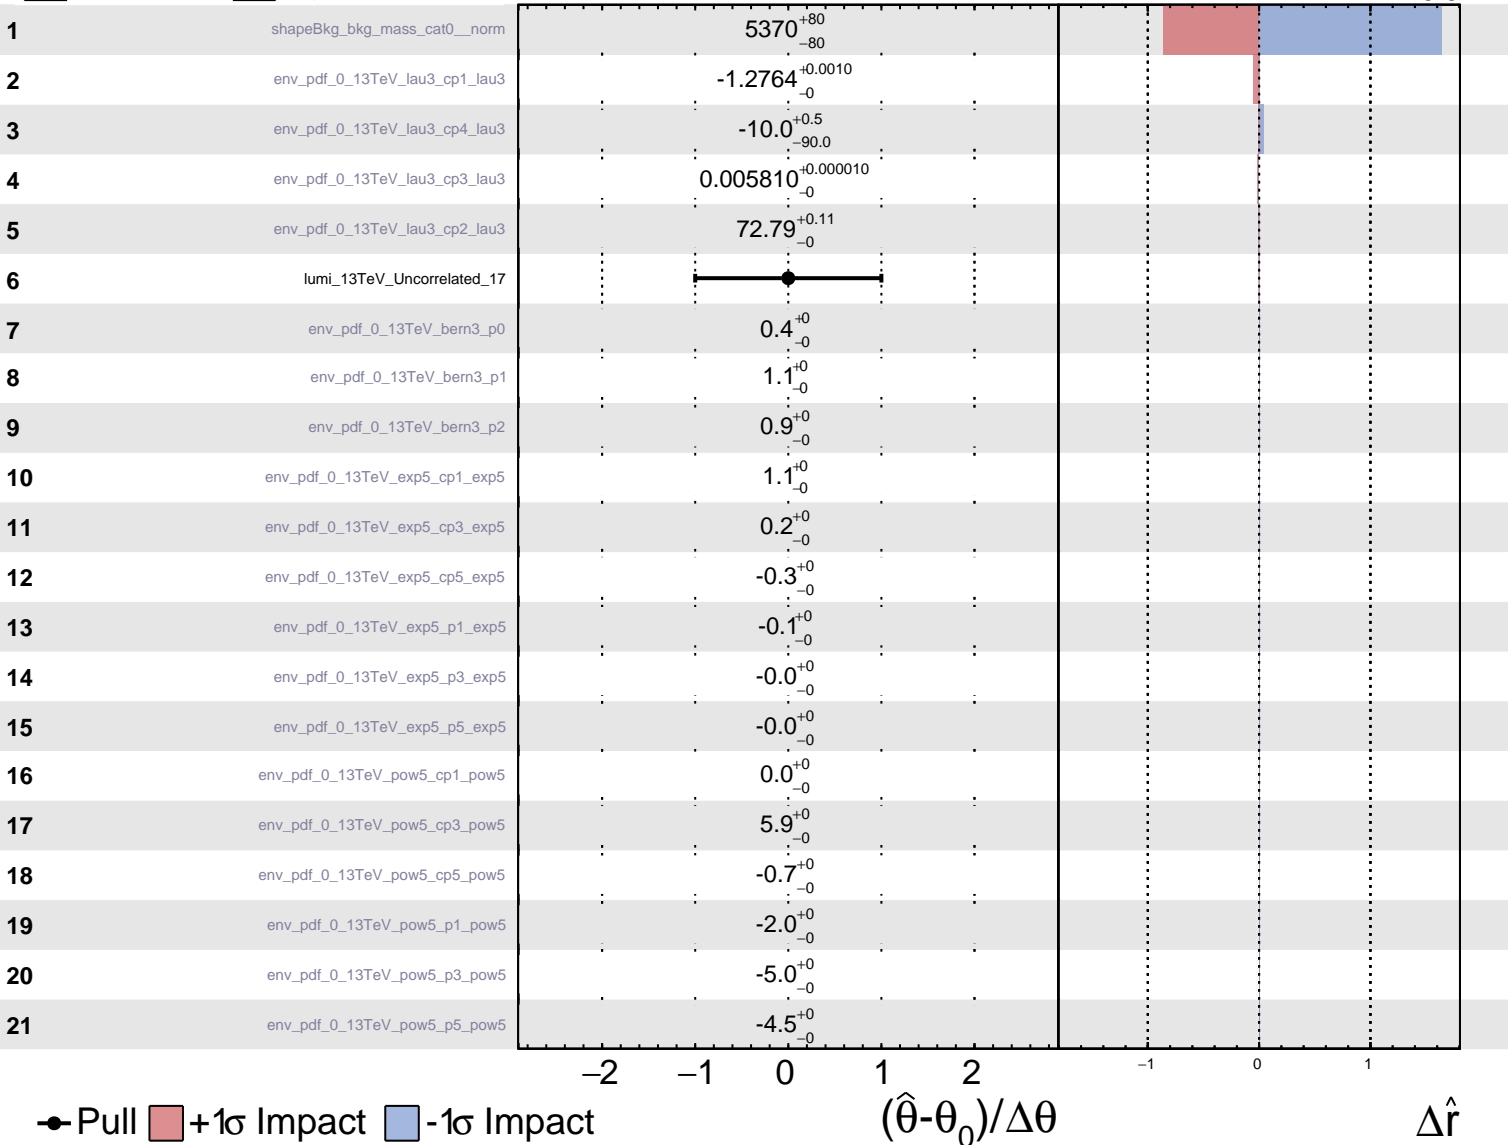 1 shapeBkg_bkg_mass_cat0__norm 5370 +80 −80
2 env_pdf_0_13TeV_lau3_cp1_lau3 -1.2764 +0.0010 −0
3 env_pdf_0_13TeV_lau3_cp4_lau3 -10.0 +0.5 −90.0
4 env_pdf_0_13TeV_lau3_cp3_lau3 0.005810 +0.000010 −0
5 env_pdf_0_13TeV_lau3_cp2_lau3 72.79 +0.11 −0
6 lumi_13TeV_Uncorrelated_17
7 env_pdf_0_13TeV_bern3_p0 0.4 +0 −0
8 env_pdf_0_13TeV_bern3_p1 1.1 +0 −0
9 env_pdf_0_13TeV_bern3_p2 0.9 +0 −0
10 env_pdf_0_13TeV_exp5_cp1_exp5 1.1 +0 −0
11 env_pdf_0_13TeV_exp5_cp3_exp5 0.2 +0 −0
12 env_pdf_0_13TeV_exp5_cp5_exp5 -0.3 +0 −0
13 env_pdf_0_13TeV_exp5_p1_exp5 -0.1 +0 −0
14 env_pdf_0_13TeV_exp5_p3_exp5 -0.0 +0 −0
15 env_pdf_0_13TeV_exp5_p5_exp5 -0.0 +0 −0
16 env_pdf_0_13TeV_pow5_cp1_pow5 0.0 +0 −0
17 env_pdf_0_13TeV_pow5_cp3_pow5 5.9 +0 −0
18 env_pdf_0_13TeV_pow5_cp5_pow5 -0.7 +0 −0
19 env_pdf_0_13TeV_pow5_p1_pow5 -2.0 +0 −0
20 env_pdf_0_13TeV_pow5_p3_pow5 -5.0 +0 −0
21 env_pdf_0_13TeV_pow5_p5_pow5 -4.5 +0 −0
−2 −1 0 1 2 −1 0 1
Pull +1σ Impact -1σ Impact (θ̂-θ₀)/Δθ Δr̂